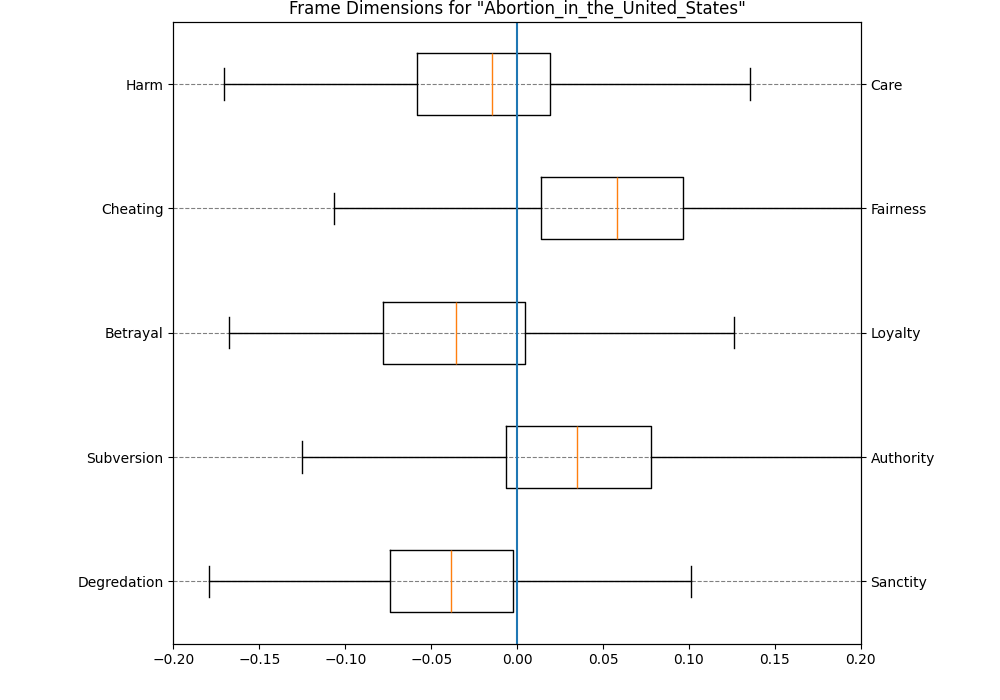 Frame Dimensions for "Abortion_in_the_United_States"
Harm Care
Cheating Fairness
Betrayal Loyalty
Subversion Authority
Degredation Sanctity
−0.20 −0.15 −0.10 −0.05 0.00 0.05 0.10 0.15 0.20